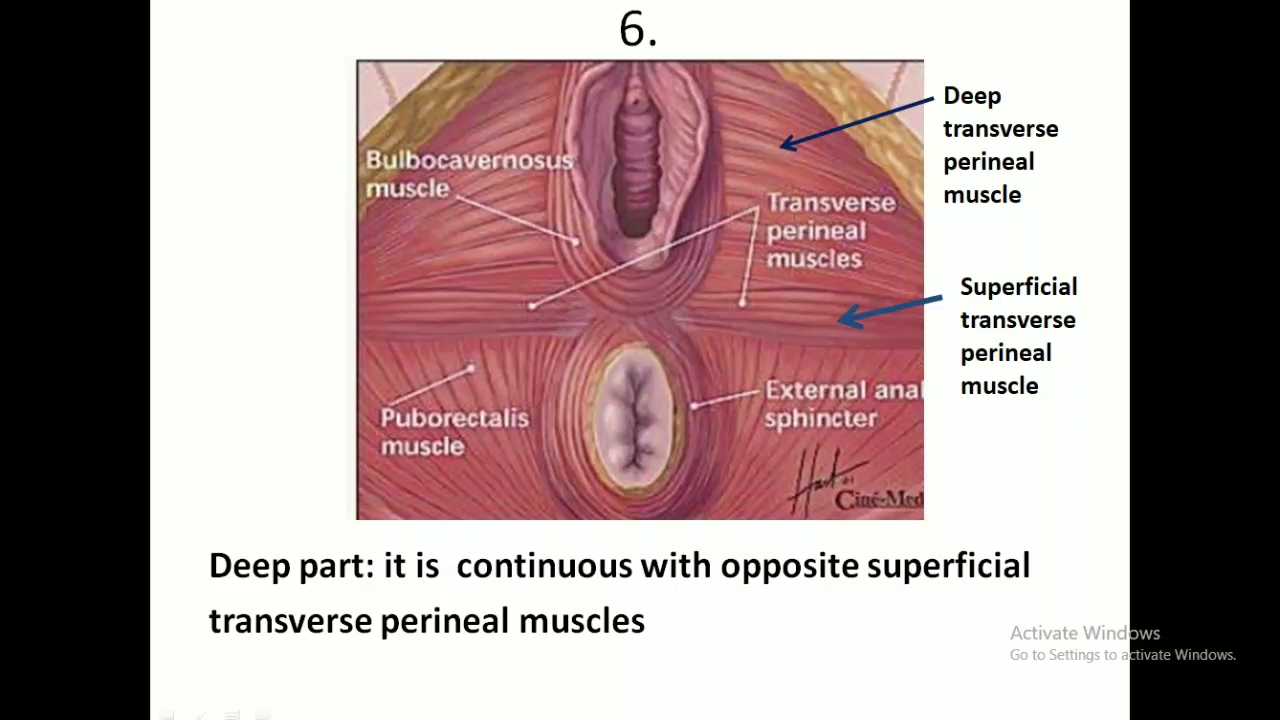 6.
Deep
transverse
perineal
muscle
Bulbocavernosus
muscle
Transverse
perineal
muscles
Superficial
transverse
perineal
muscle
Puborectalis
muscle
External anal
sphincter
Hart
Ciné-Med
Deep part: it is continuous with opposite superficial
transverse perineal muscles
Activate Windows
Go to Settings to activate Windows.